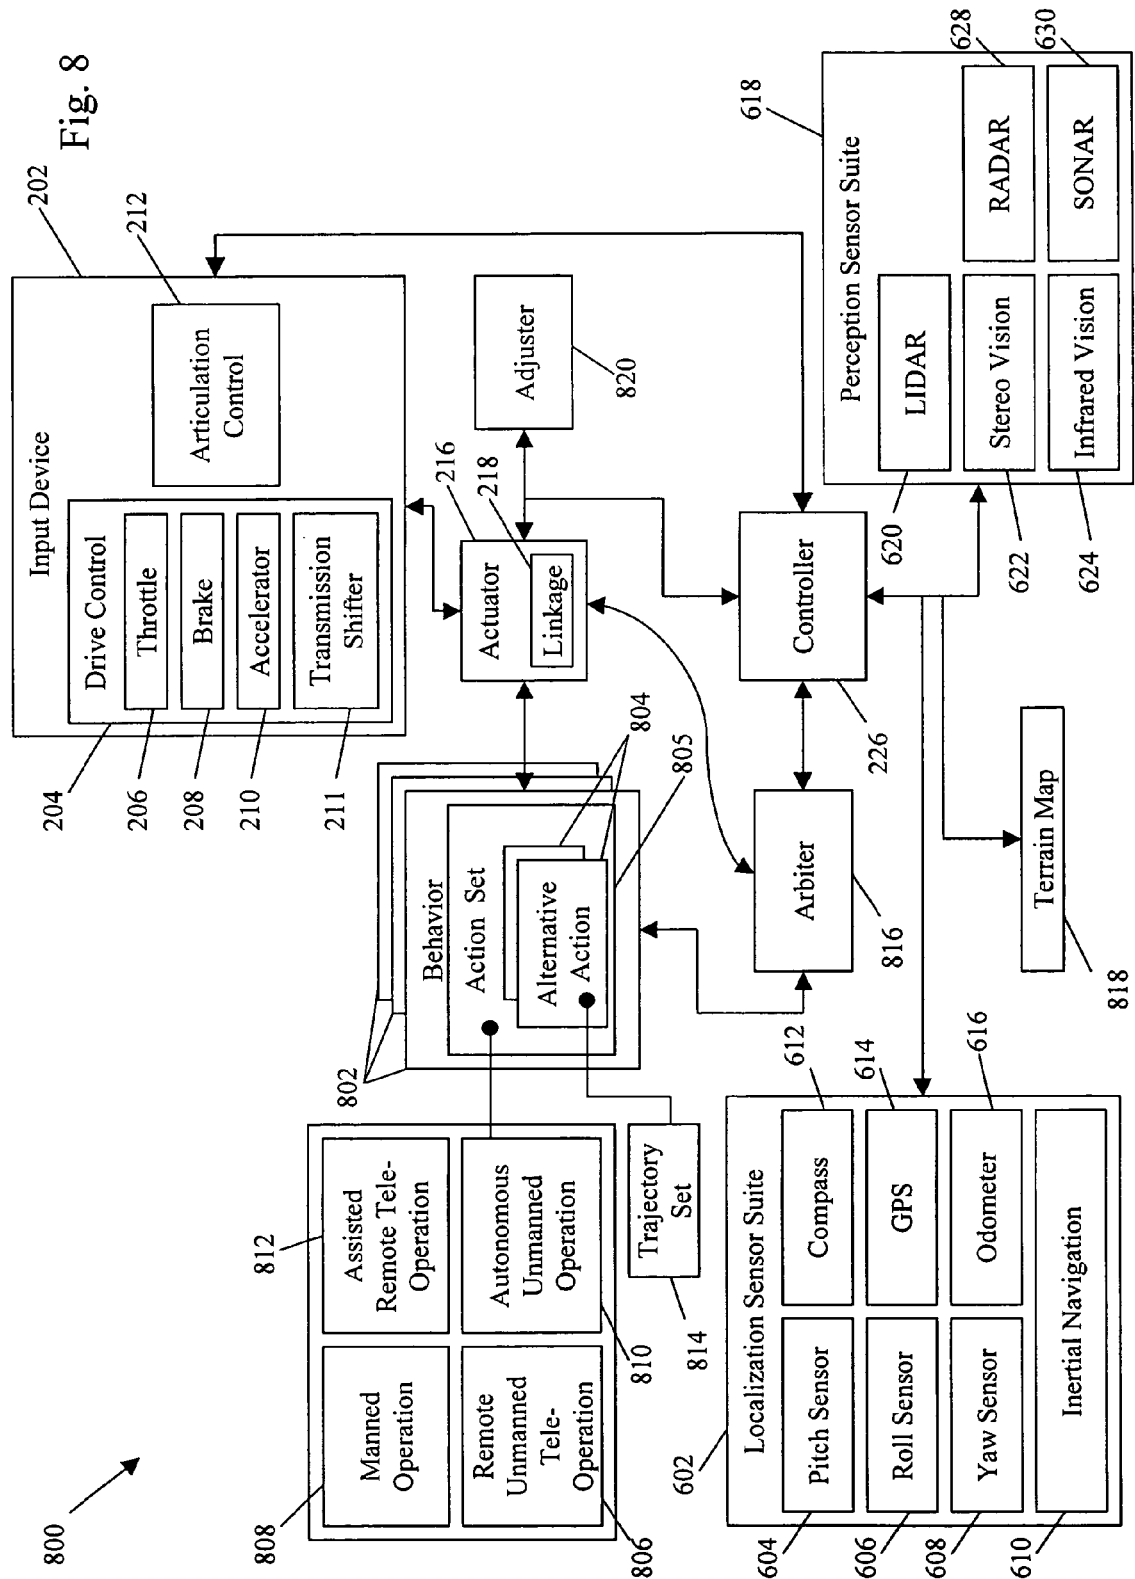 Fig. 8
800
202
Input Device
212
Articulation
Control
204
Drive Control
206
Throttle
208
Brake
210
Accelerator
211
Transmission
Shifter
216
Actuator
218
Linkage
Adjuster
820
802
Behavior
Action Set
804
Alternative
Action
805
812
Assisted
Remote Tele-
Operation
808
Manned
Operation
Autonomous
Unmanned
Operation
810
Remote
Unmanned
Tele-
Operation
806
Trajectory
Set
814
Arbiter
816
Controller
226
Terrain Map
818
602
Localization Sensor Suite
604
Pitch Sensor
Compass
612
606
Roll Sensor
GPS
614
608
Yaw Sensor
Odometer
616
610
Inertial Navigation
618
Perception Sensor Suite
620
LIDAR
622
Stereo Vision
RADAR
628
624
Infrared Vision
SONAR
630